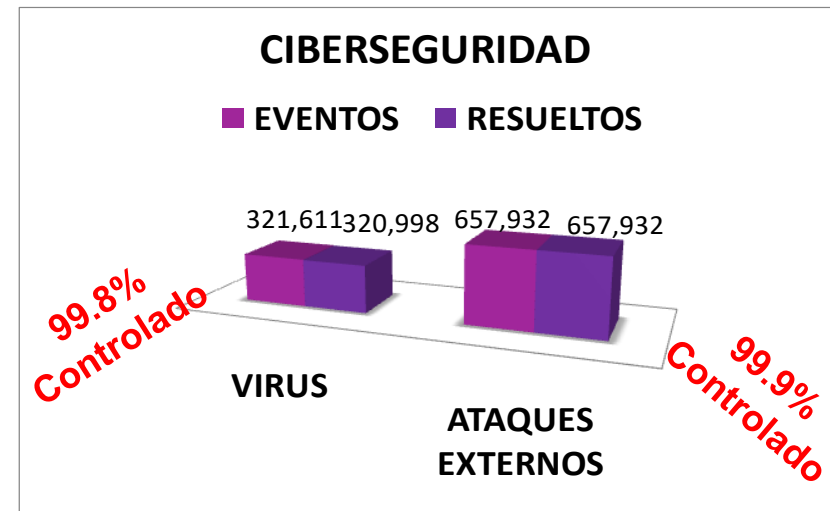 CIBERSEGURIDAD
EVENTOS RESUELTOS
321,611 320,998 657,932 657,932
99.8%
Controlado
99.9%
Controlado
VIRUS
ATAQUES
EXTERNOS